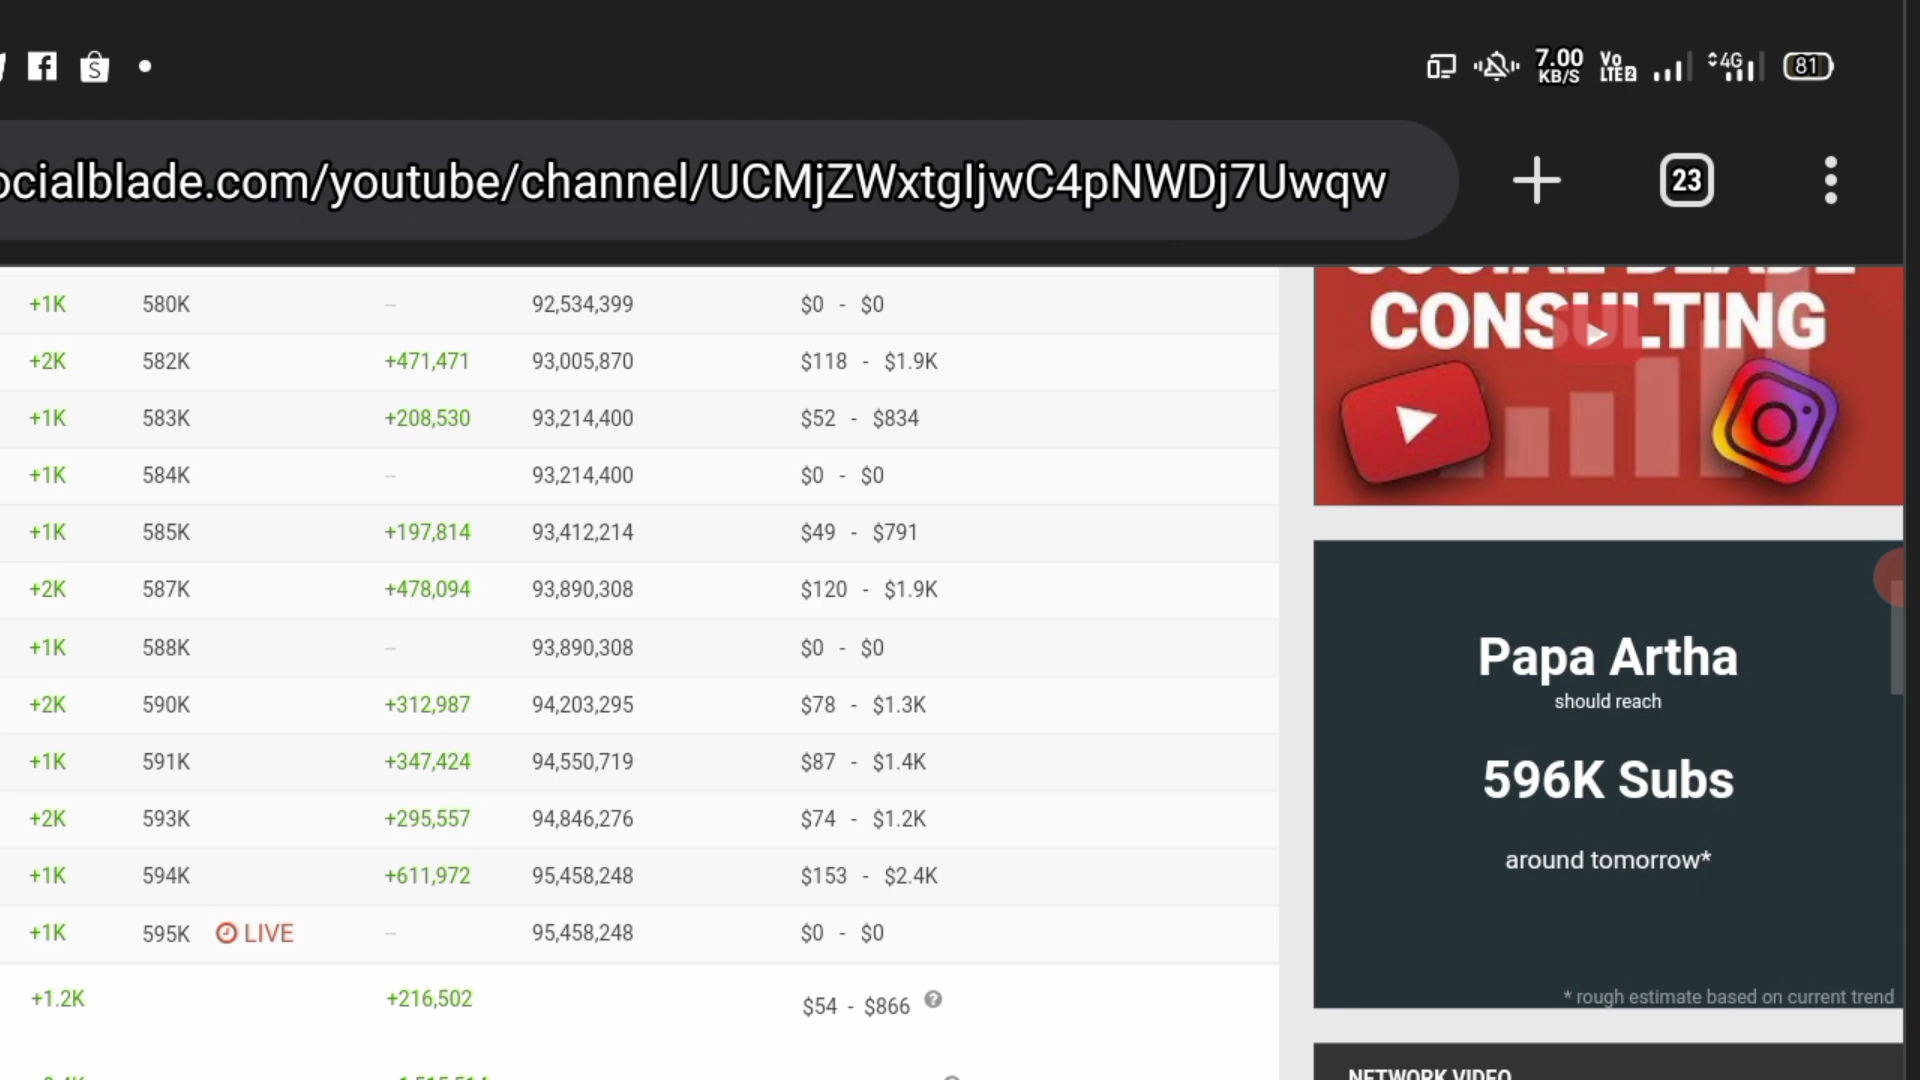 7.00
KB/S
Vo
LTE2
4G
81
ocialblade.com/youtube/channel/UCMjZWxtgIjwC4pNWDj7Uwqw
23
+1K 580K -- 92,534,399 $0 - $0
+2K 582K +471,471 93,005,870 $118 - $1.9K
+1K 583K +208,530 93,214,400 $52 - $834
+1K 584K -- 93,214,400 $0 - $0
+1K 585K +197,814 93,412,214 $49 - $791
+2K 587K +478,094 93,890,308 $120 - $1.9K
+1K 588K -- 93,890,308 $0 - $0
+2K 590K +312,987 94,203,295 $78 - $1.3K
+1K 591K +347,424 94,550,719 $87 - $1.4K
+2K 593K +295,557 94,846,276 $74 - $1.2K
+1K 594K +611,972 95,458,248 $153 - $2.4K
+1K 595K LIVE -- 95,458,248 $0 - $0
+1.2K +216,502 $54 - $866
SOCIAL BLADE
CONSULTING
Papa Artha
should reach
596K Subs
around tomorrow*
* rough estimate based on current trend
NETWORK VIDEO